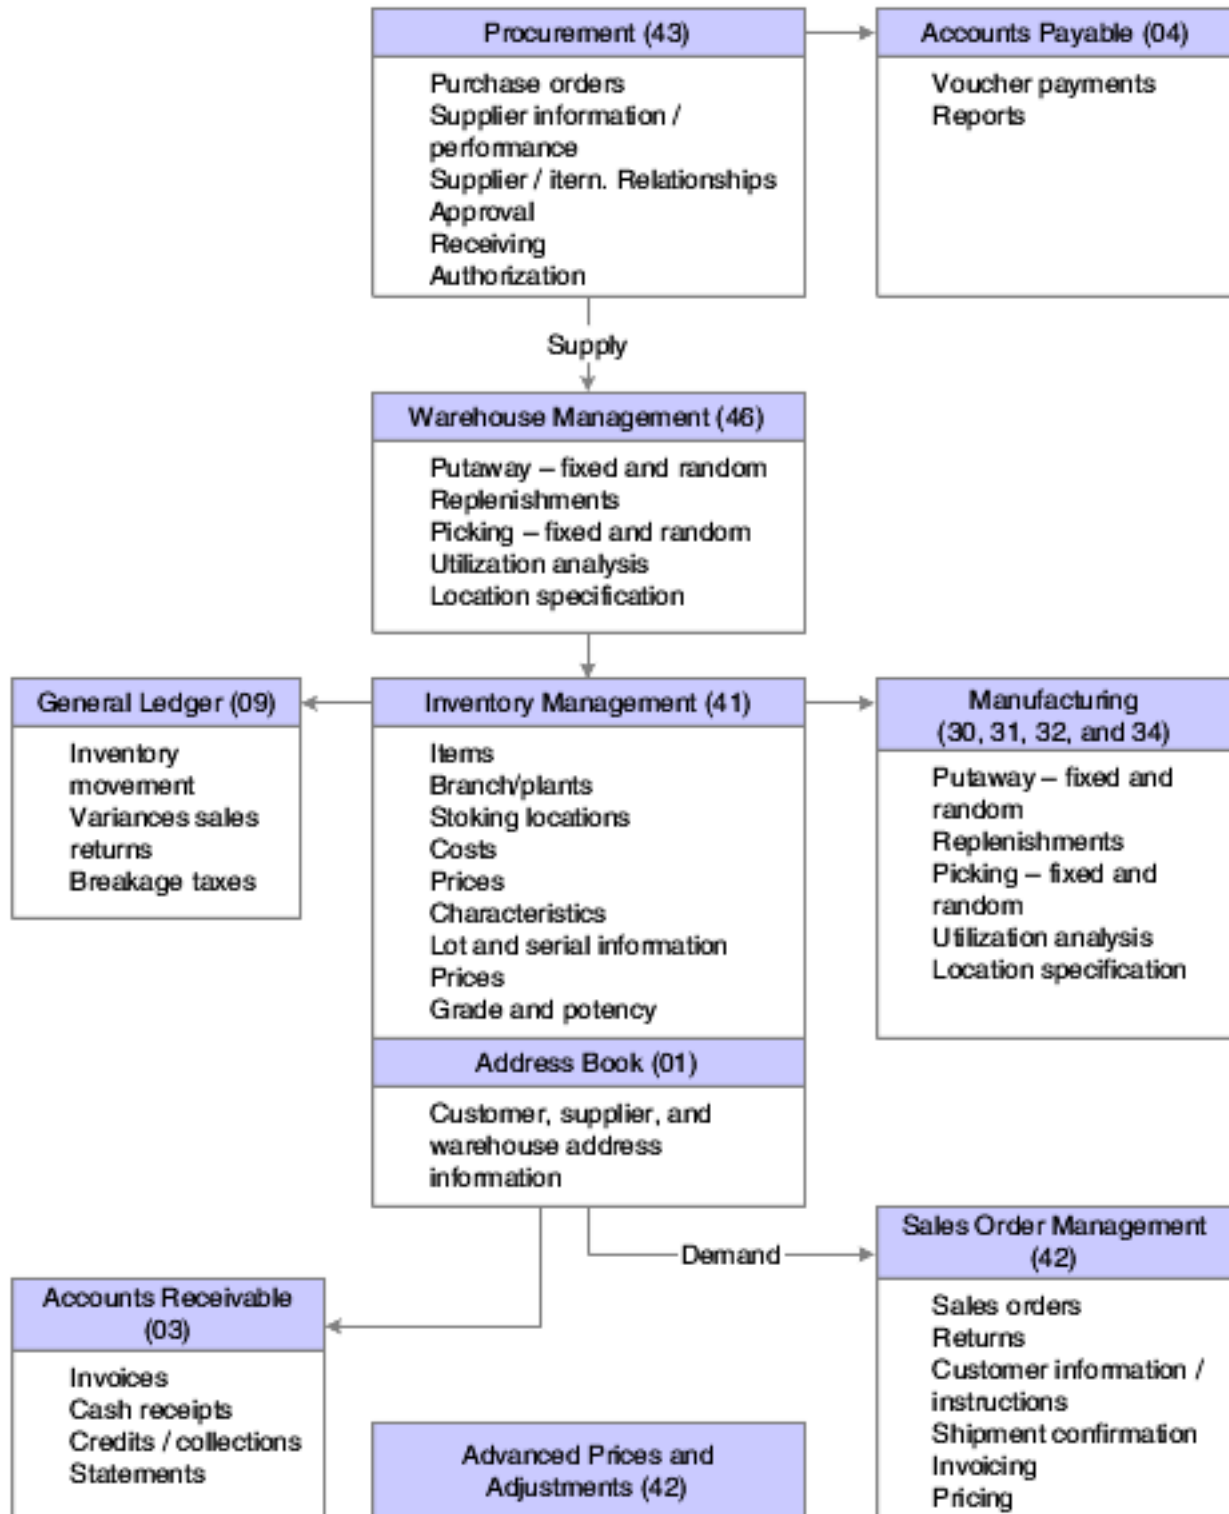 Procurement (43)
Purchase orders
Supplier information /
performance
Supplier / itern. Relationships
Approval
Receiving
Authorization
Accounts Payable (04)
Voucher payments
Reports
Supply
Warehouse Management (46)
Putaway – fixed and random
Replenishments
Picking – fixed and random
Utilization analysis
Location specification
General Ledger (09)
Inventory
movement
Variances sales
returns
Breakage taxes
Inventory Management (41)
Items
Branch/plants
Stoking locations
Costs
Prices
Characteristics
Lot and serial information
Prices
Grade and potency
Manufacturing
(30, 31, 32, and 34)
Putaway – fixed and
random
Replenishments
Picking – fixed and
random
Utilization analysis
Location specification
Address Book (01)
Customer, supplier, and
warehouse address
information
Demand
Sales Order Management
(42)
Sales orders
Returns
Customer information /
instructions
Shipment confirmation
Invoicing
Pricing
Accounts Receivable
(03)
Invoices
Cash receipts
Credits / collections
Statements
Advanced Prices and
Adjustments (42)